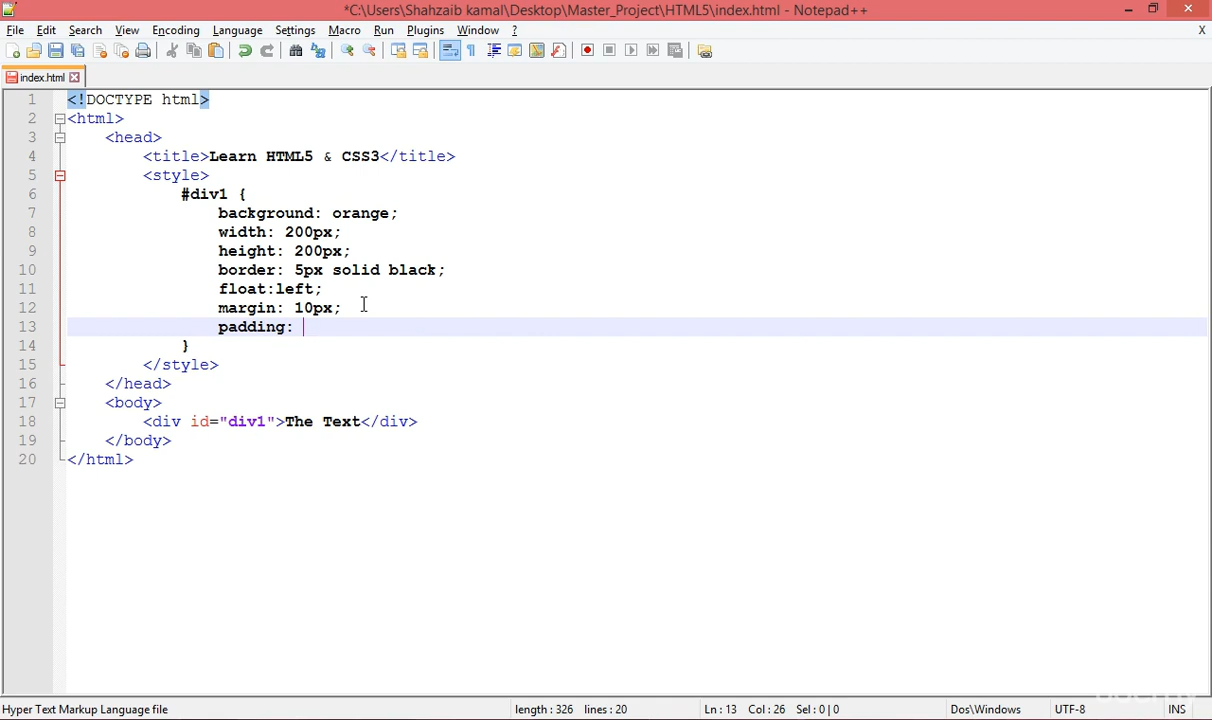 *C:\Users\Shahzaib kamal\Desktop\Master_Project\HTML5\index.html - Notepad++
File Edit Search View Encoding Language Settings Macro Run Plugins Window ? X
index.html
1 <!DOCTYPE html>
2 <html>
3 <head>
4 <title>Learn HTML5 & CSS3</title>
5 <style>
6 #div1 {
7 background: orange;
8 width: 200px;
9 height: 200px;
10 border: 5px solid black;
11 float:left;
12 margin: 10px;
13 padding:
14 }
15 </style>
16 </head>
17 <body>
18 <div id="div1">The Text</div>
19 </body>
20 </html>
Hyper Text Markup Language file length : 326 lines : 20 Ln : 13 Col : 26 Sel : 0 | 0 Dos\Windows UTF-8 INS